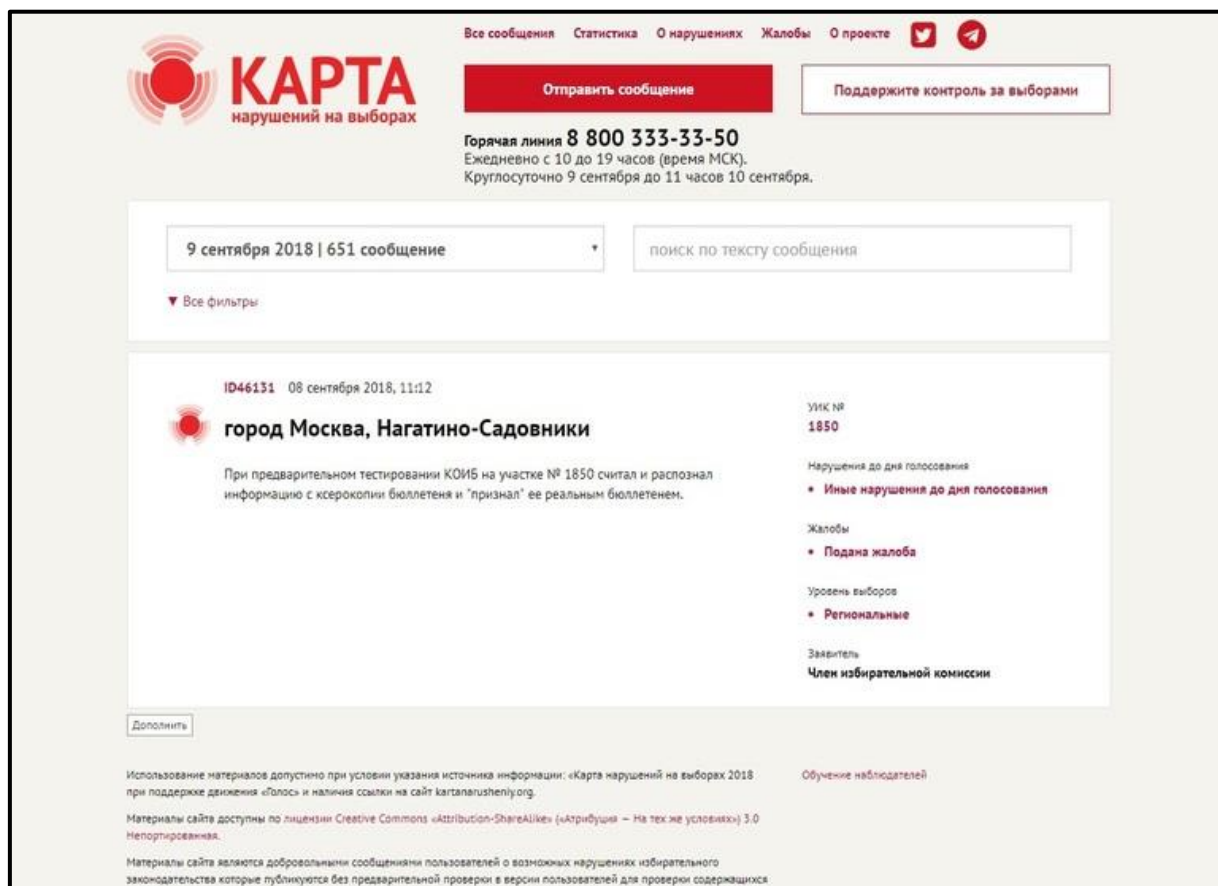 КАРТА
нарушений на выборах
Все сообщения Статистика О нарушениях Жалобы О проекте
Отправить сообщение
Поддержите контроль за выборами
Горячая линия 8 800 333-33-50
Ежедневно с 10 до 19 часов (время МСК).
Круглосуточно 9 сентября до 11 часов 10 сентября.
9 сентября 2018 | 651 сообщение
поиск по тексту сообщения
▼ Все фильтры
ID46131 08 сентября 2018, 11:12
город Москва, Нагатино-Садовники
При предварительном тестировании КОИБ на участке № 1850 считал и распознал
информацию с ксерокопии бюллетеня и "признал" ее реальным бюллетенем.
УИК №
1850
Нарушения до дня голосования
• Иные нарушения до дня голосования
Жалобы
• Подана жалоба
Уровень выборов
• Региональные
Заявитель
Член избирательной комиссии
Дополнить
Использование материалов допустимо при условии указания источника информации: «Карта нарушений на выборах 2018
при поддержке движения «Голос» и наличия ссылки на сайт kartanarusheniy.org.
Материалы сайта доступны по лицензии Creative Commons «Attribution-ShareAlike» («Атрибуция — На тех же условиях») 3.0
Непортированная.
Материалы сайта являются добровольными сообщениями пользователей о возможных нарушениях избирательного
законодательства которые публикуются без предварительной проверки в версии пользователей для проверки содержащихся
Обучение наблюдателей